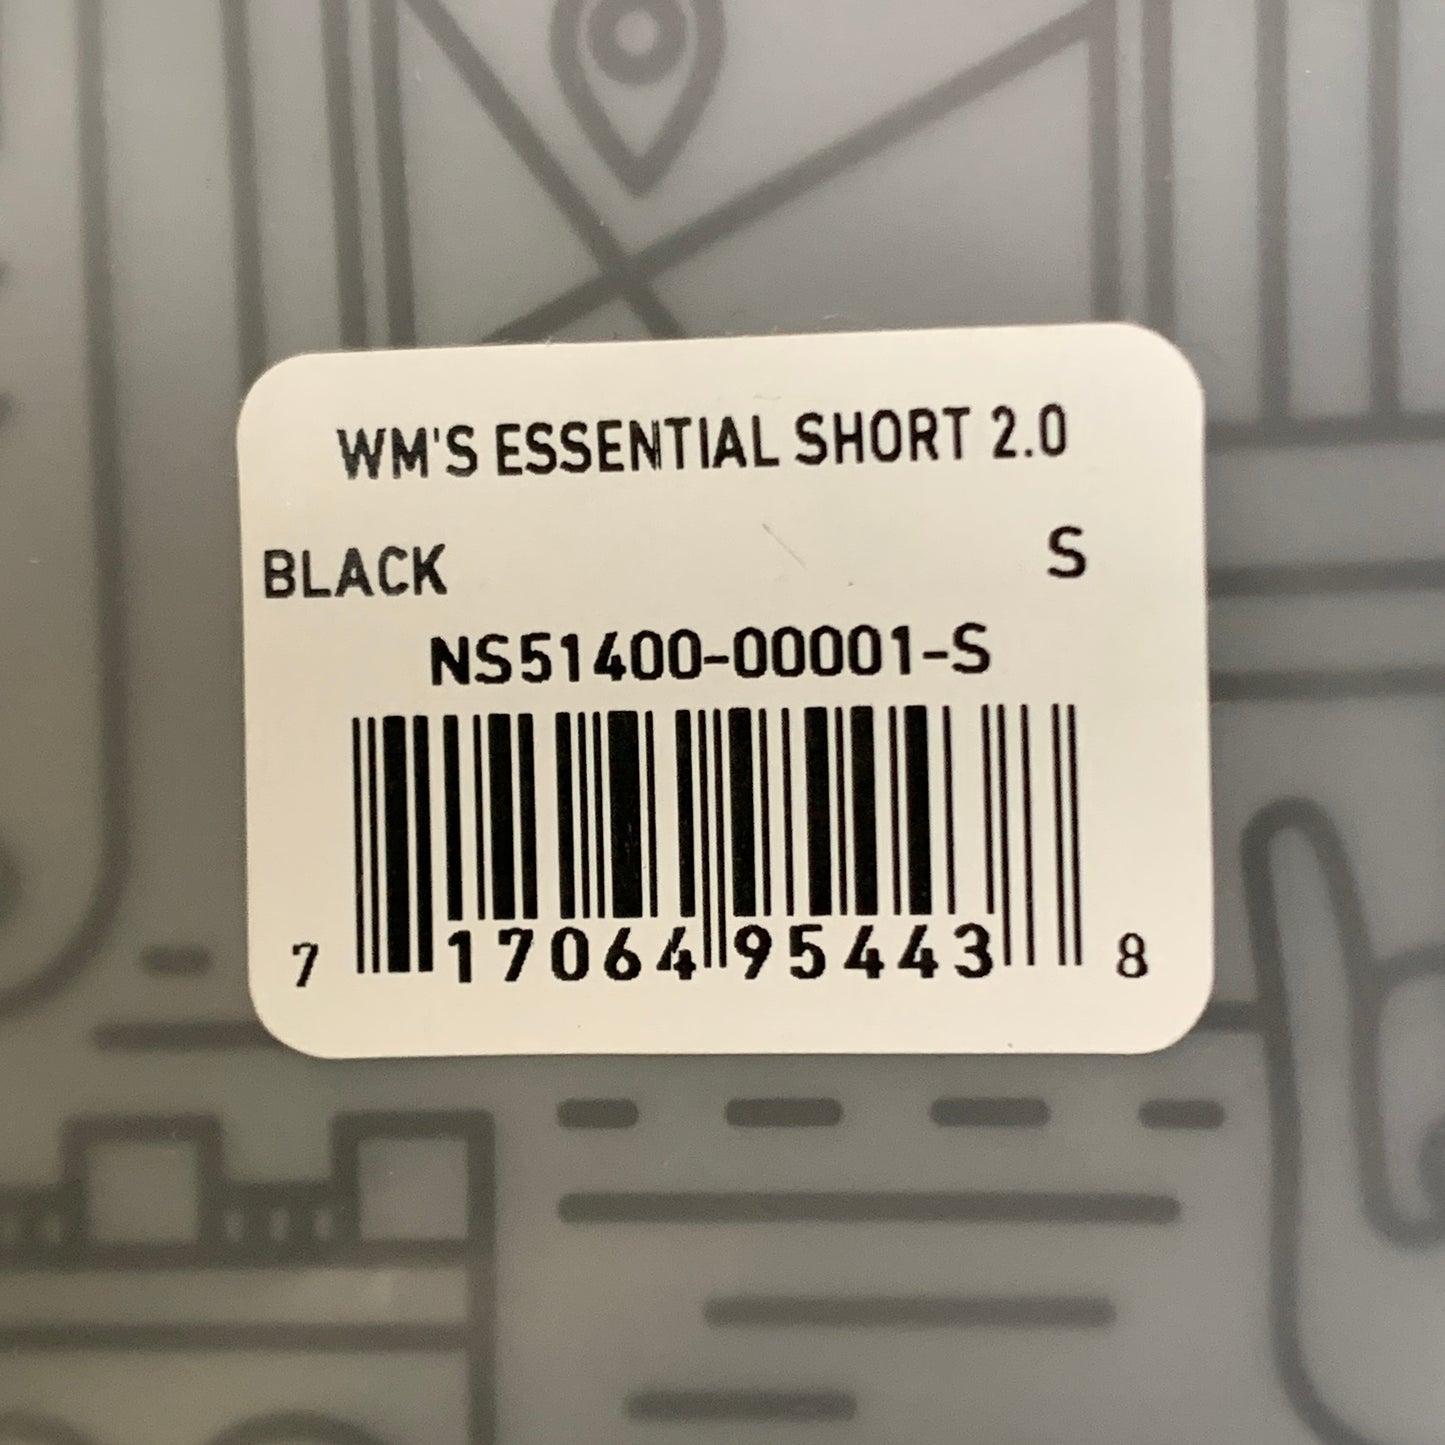 WM'S ESSENTIAL SHORT 2.0
BLACK S
NS51400-00001-S
7 17064 95443 8